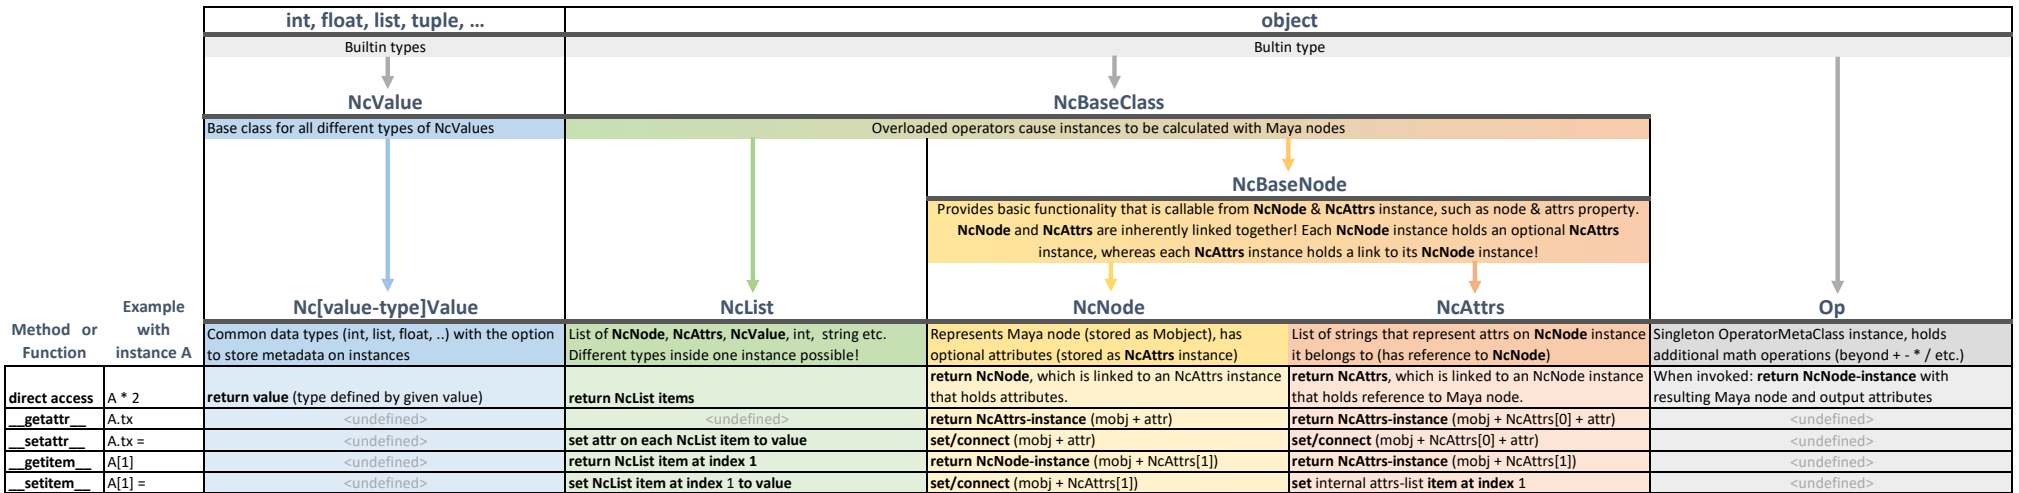 int, float, list, tuple, ...
object
Builtin types
Bultin type
NcValue
NcBaseClass
Base class for all different types of NcValues
Overloaded operators cause instances to be calculated with Maya nodes
NcBaseNode
Provides basic functionality that is callable from NcNode & NcAttrs instance, such as node & attrs property.
NcNode and NcAttrs are inherently linked together! Each NcNode instance holds an optional NcAttrs
instance, whereas each NcAttrs instance holds a link to its NcNode instance!
Method or
Function
Example
with
instance A
Nc[value-type]Value
NcList
NcNode
NcAttrs
Op
Common data types (int, list, float, ..) with the option
to store metadata on instances
List of NcNode, NcAttrs, NcValue, int, string etc.
Different types inside one instance possible!
Represents Maya node (stored as Mobject), has
optional attributes (stored as NcAttrs instance)
List of strings that represent attrs on NcNode instance
it belongs to (has reference to NcNode)
Singleton OperatorMetaClass instance, holds
additional math operations (beyond + - * / etc.)
direct access
A * 2
return value (type defined by given value)
return NcList items
return NcNode, which is linked to an NcAttrs instance
that holds attributes.
return NcAttrs, which is linked to an NcNode instance
that holds reference to Maya node.
When invoked: return NcNode-instance with
resulting Maya node and output attributes
__getattr__
A.tx
<undefined>
<undefined>
return NcAttrs-instance (mobj + attr)
return NcAttrs-instance (mobj + NcAttrs[0] + attr)
<undefined>
__setattr__
A.tx =
<undefined>
set attr on each NcList item to value
set/connect (mobj + attr)
set/connect (mobj + NcAttrs[0] + attr)
<undefined>
__getitem__
A[1]
<undefined>
return NcList item at index 1
return NcNode-instance (mobj + NcAttrs[1])
return NcAttrs-instance (mobj + NcAttrs[1])
<undefined>
__setitem__
A[1] =
<undefined>
set NcList item at index 1 to value
set/connect (mobj + NcAttrs[1])
set internal attrs-list item at index 1
<undefined>